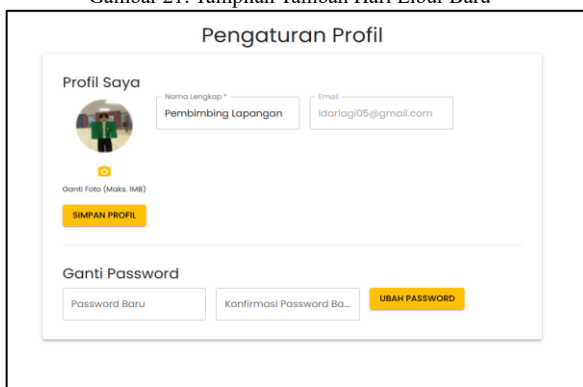 Gambar 21. Tampilan Tambah Hari Libur Baru
Pengaturan Profil
Profil Saya
Nama Lengkap *
Pembimbing Lapangan
Email
idarlagi05@gmail.com
Ganti Foto (Maks. 1MB)
SIMPAN PROFIL
Ganti Password
Password Baru
Konfirmasi Password Ba...
UBAH PASSWORD